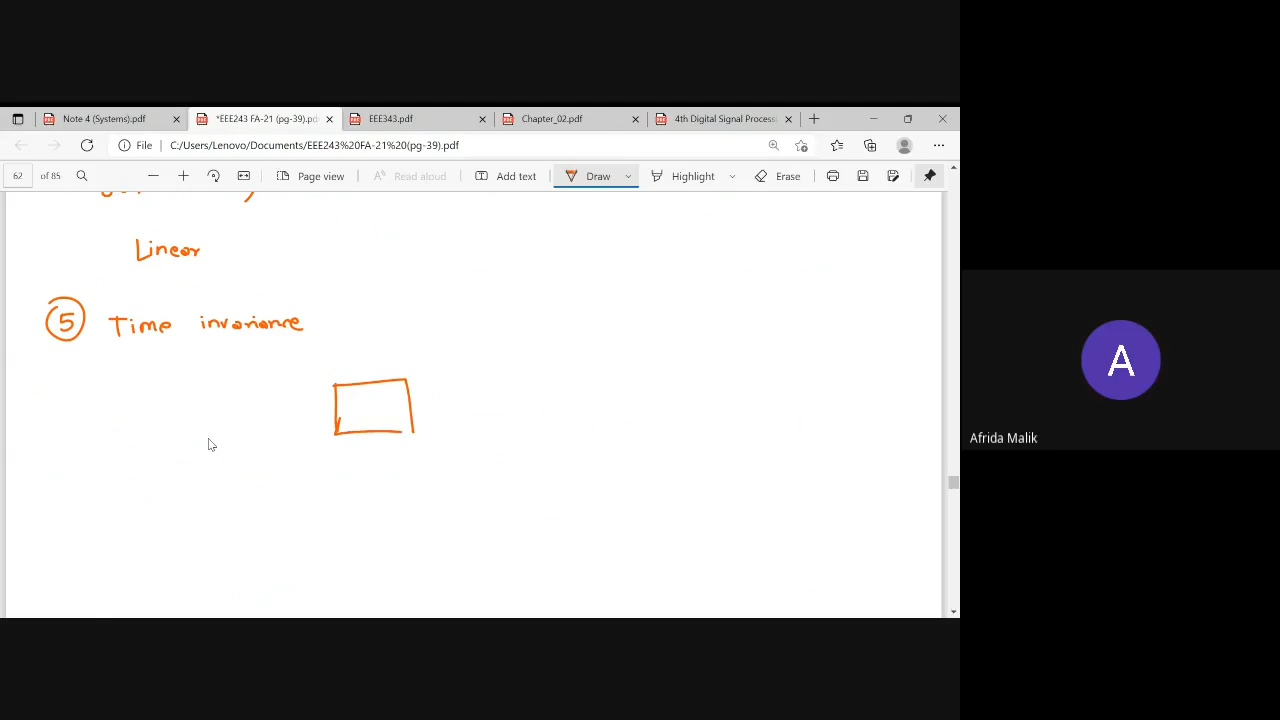 Note 4 (Systems).pdf
*EEE243 FA-21 (pg-39).pd
EEE343.pdf
Chapter_02.pdf
4th Digital Signal Processi
File C:/Users/Lenovo/Documents/EEE243%20FA-21%20(pg-39).pdf
62 of 85 Page view Read aloud Add text Draw Highlight Erase
Linear
5 Time invariance
A
Afrida Malik